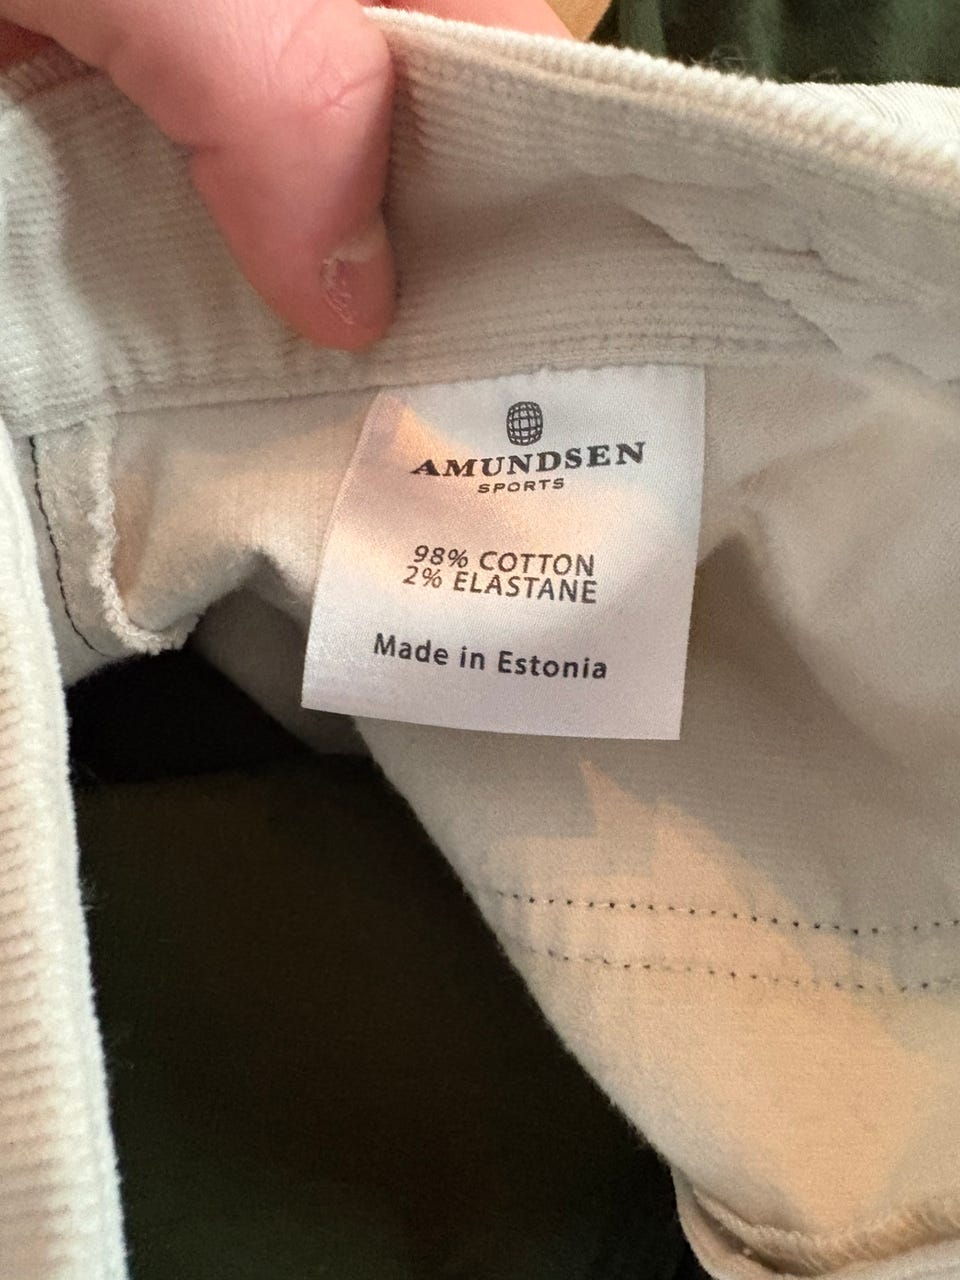 AMUNDSEN
SPORTS
98% COTTON
2% ELASTANE
Made in Estonia